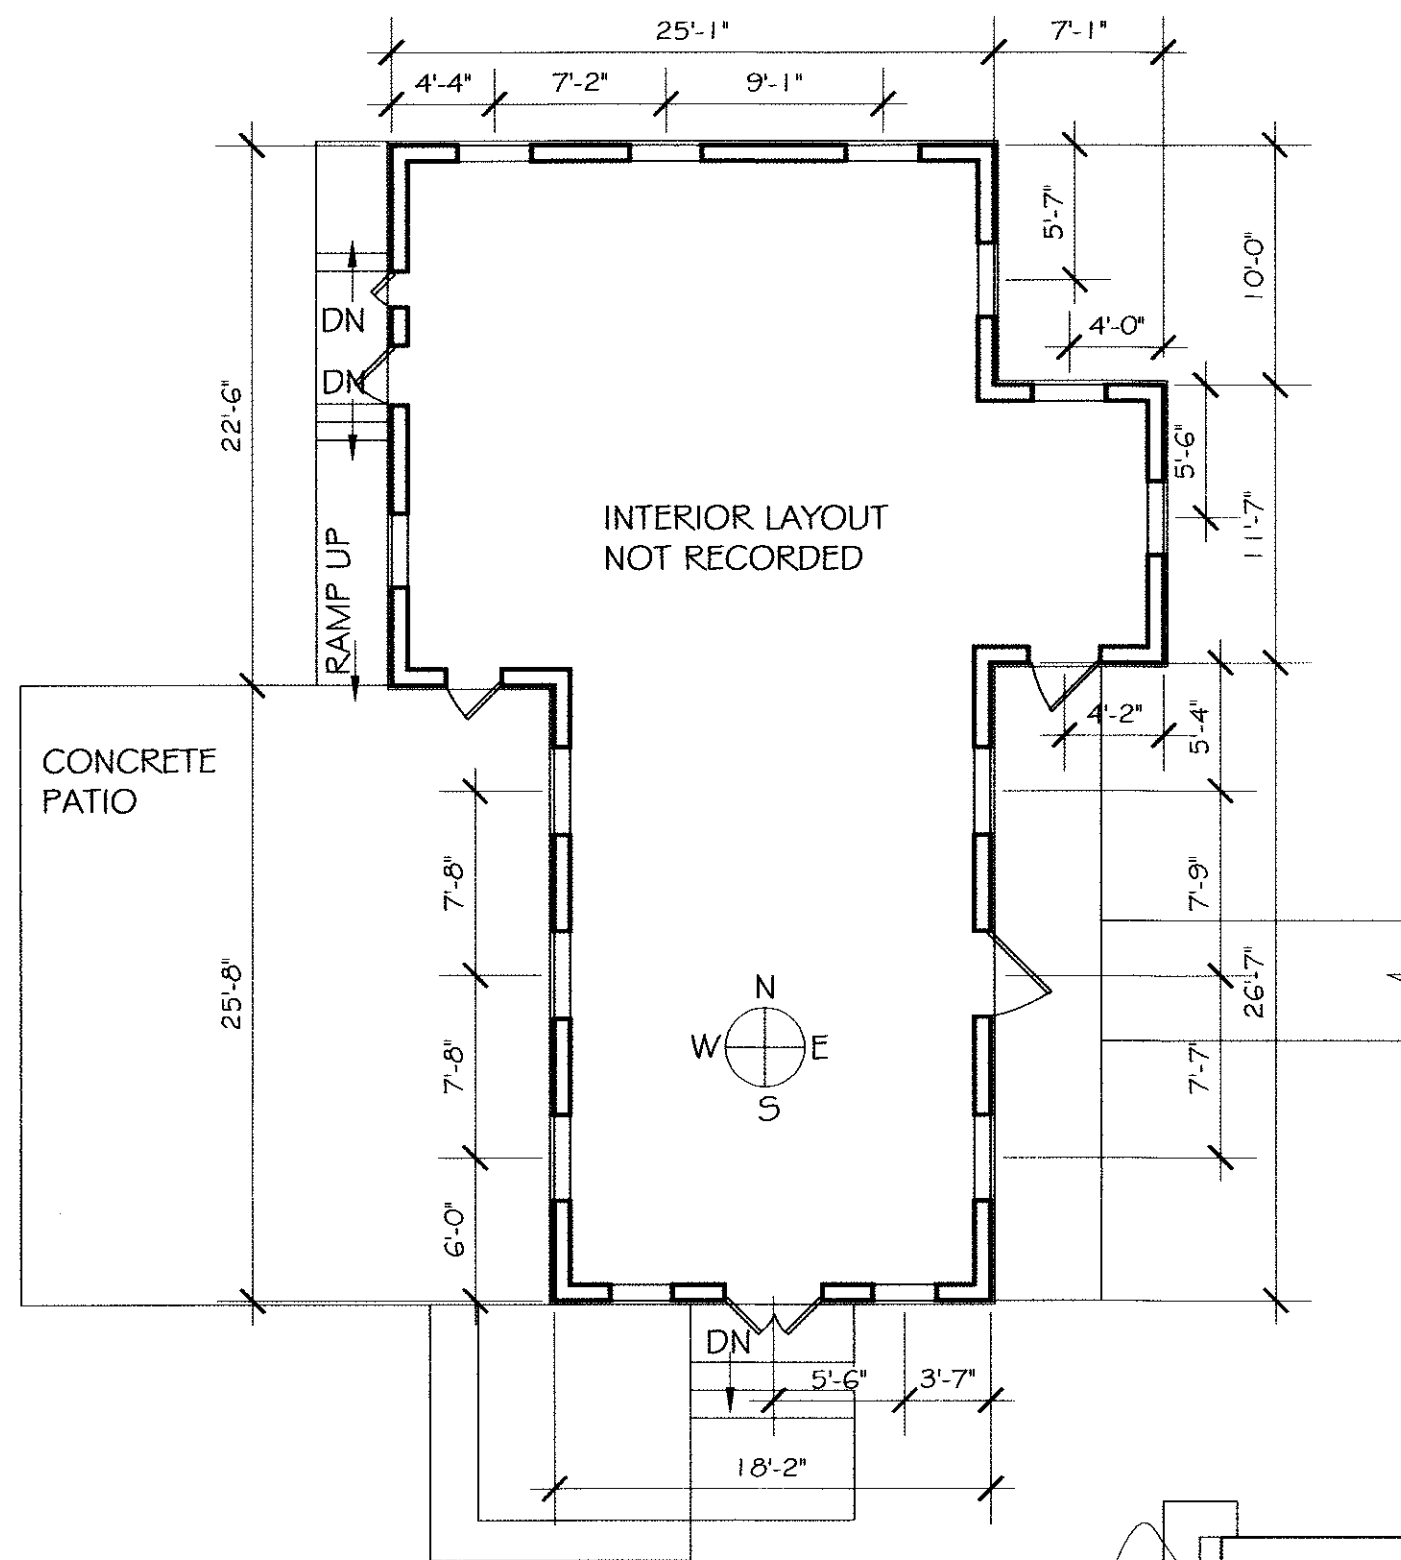 25'-1"
7'-1"
4'-4"
7'-2"
9'-1"
5'-7"
10'-0"
4'-0"
DN
DN
22'-6"
5'-6"
11'-7"
INTERIOR LAYOUT
NOT RECORDED
RAMP UP
4'-2"
5'-4"
CONCRETE
PATIO
7'-8"
7'-9"
25'-8"
26'-7"
N
W
E
S
7'-8"
7'-7"
6'-0"
DN
5'-6"
3'-7"
18'-2"